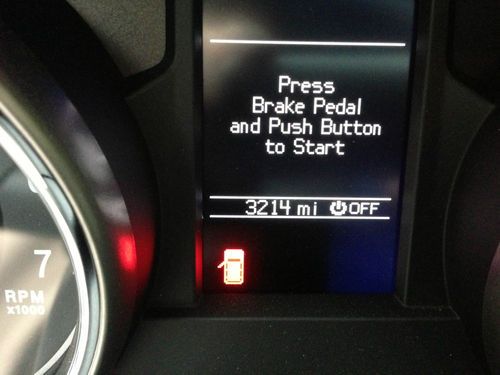 Press
Brake Pedal
and Push Button
to Start
3214 mi OFF
7
RPM
x1000